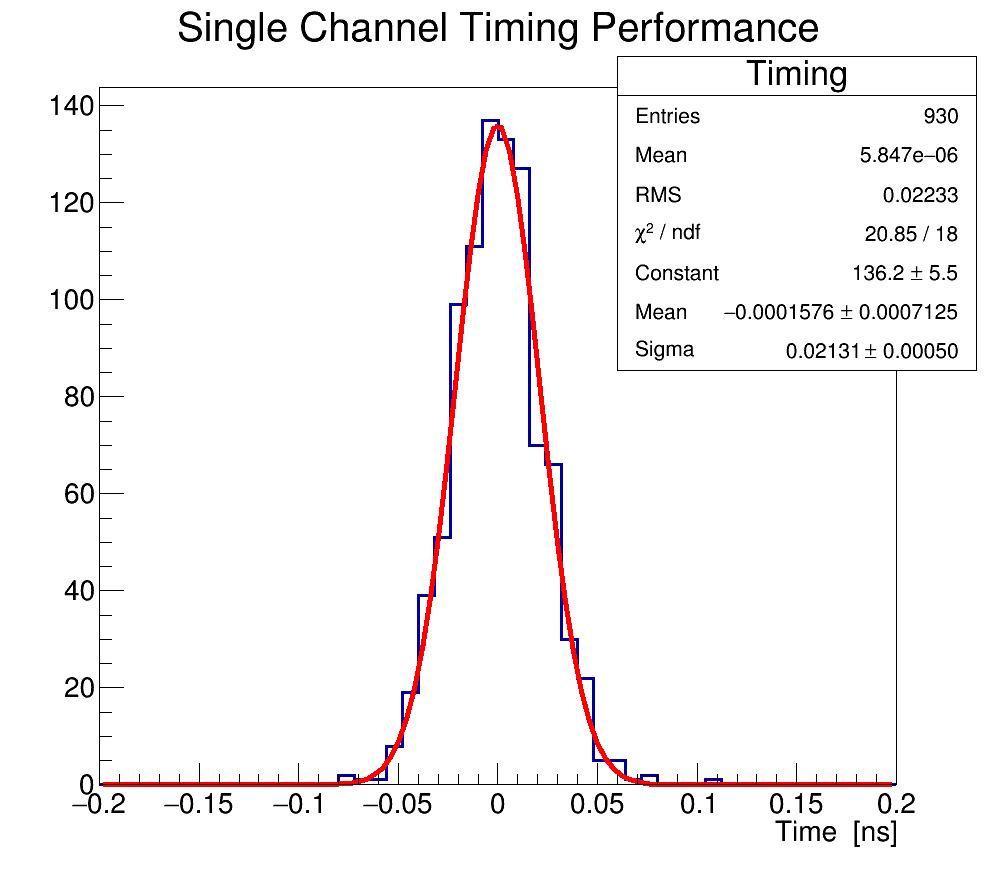 Single Channel Timing Performance
Timing
Entries 930
Mean 5.847e−06
RMS 0.02233
χ² / ndf 20.85 / 18
Constant 136.2 ± 5.5
Mean −0.0001576 ± 0.0007125
Sigma 0.02131 ± 0.00050
140
120
100
80
60
40
20
0
−0.2 −0.15 −0.1 −0.05 0 0.05 0.1 0.15 0.2
Time [ns]